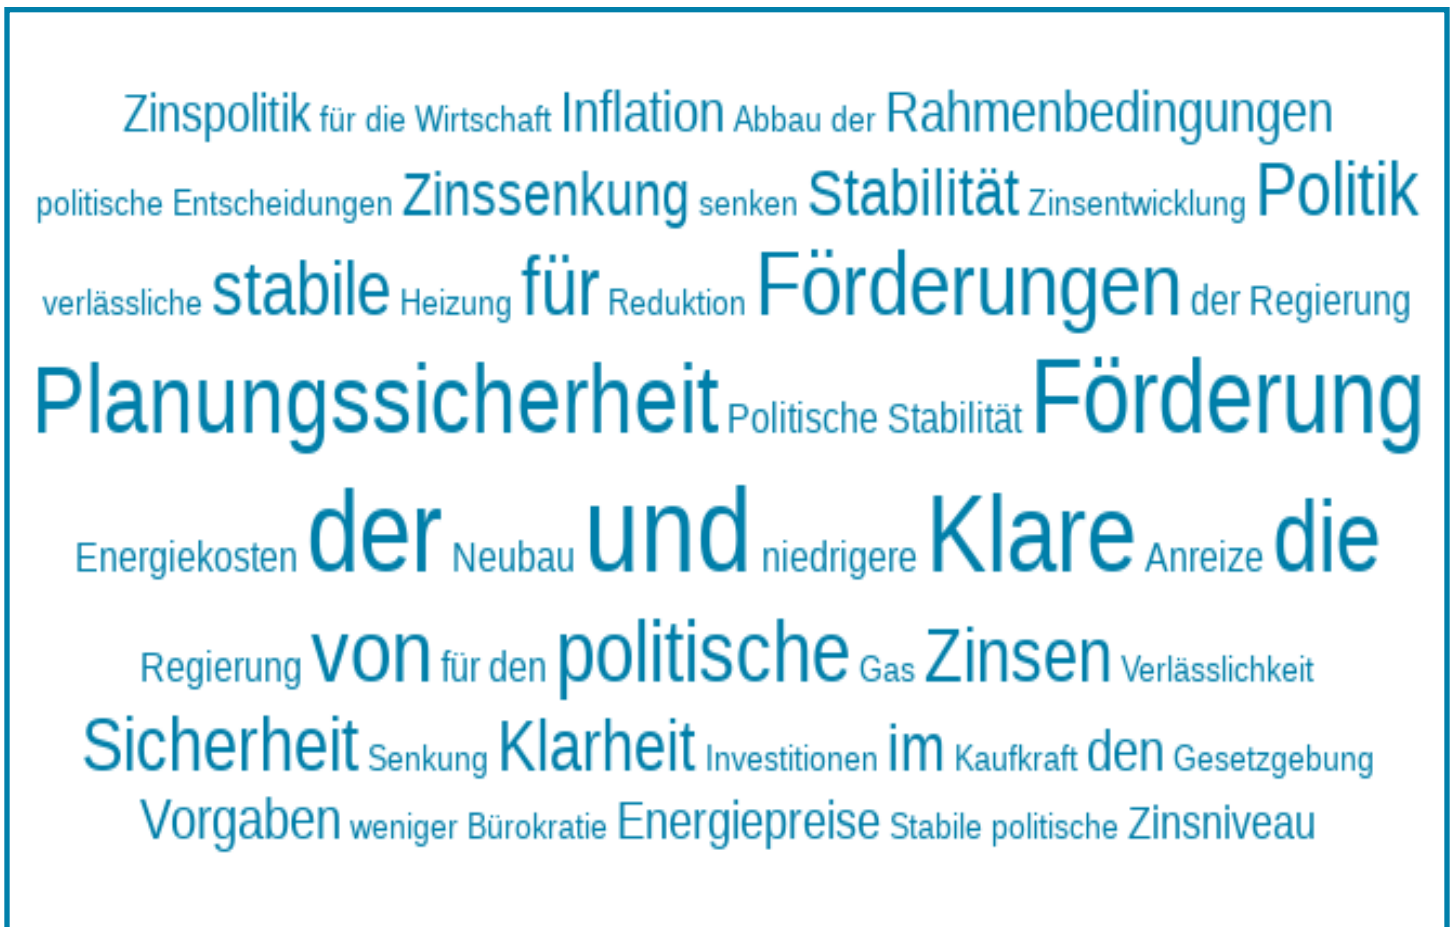 Zinspolitik für die Wirtschaft Inflation Abbau der Rahmenbedingungen
politische Entscheidungen Zinssenkung senken Stabilität Zinsentwicklung Politik
verlässliche stabile Heizung für Reduktion Förderungen der Regierung
Planungssicherheit Politische Stabilität Förderung
Energiekosten der Neubau und niedrigere Klare Anreize die
Regierung von für den politische Gas Zinsen Verlässlichkeit
Sicherheit Senkung Klarheit Investitionen im Kaufkraft den Gesetzgebung
Vorgaben weniger Bürokratie Energiepreise Stabile politische Zinsniveau